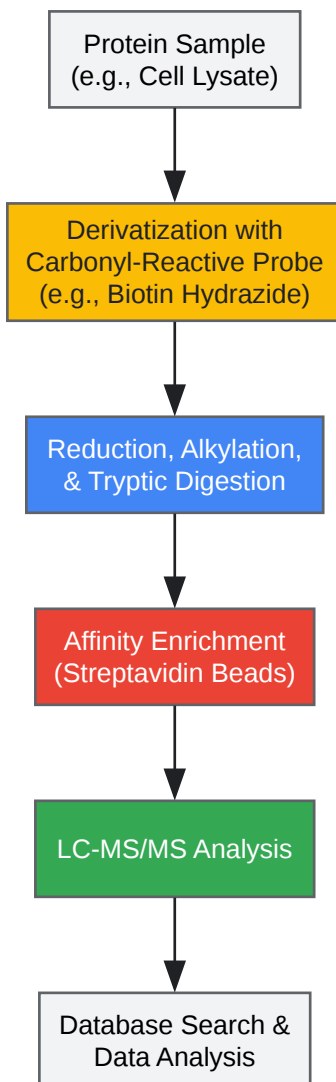 Protein Sample
(e.g., Cell Lysate)
Derivatization with
Carbonyl-Reactive Probe
(e.g., Biotin Hydrazide)
Reduction, Alkylation,
& Tryptic Digestion
Affinity Enrichment
(Streptavidin Beads)
LC-MS/MS Analysis
Database Search &
Data Analysis